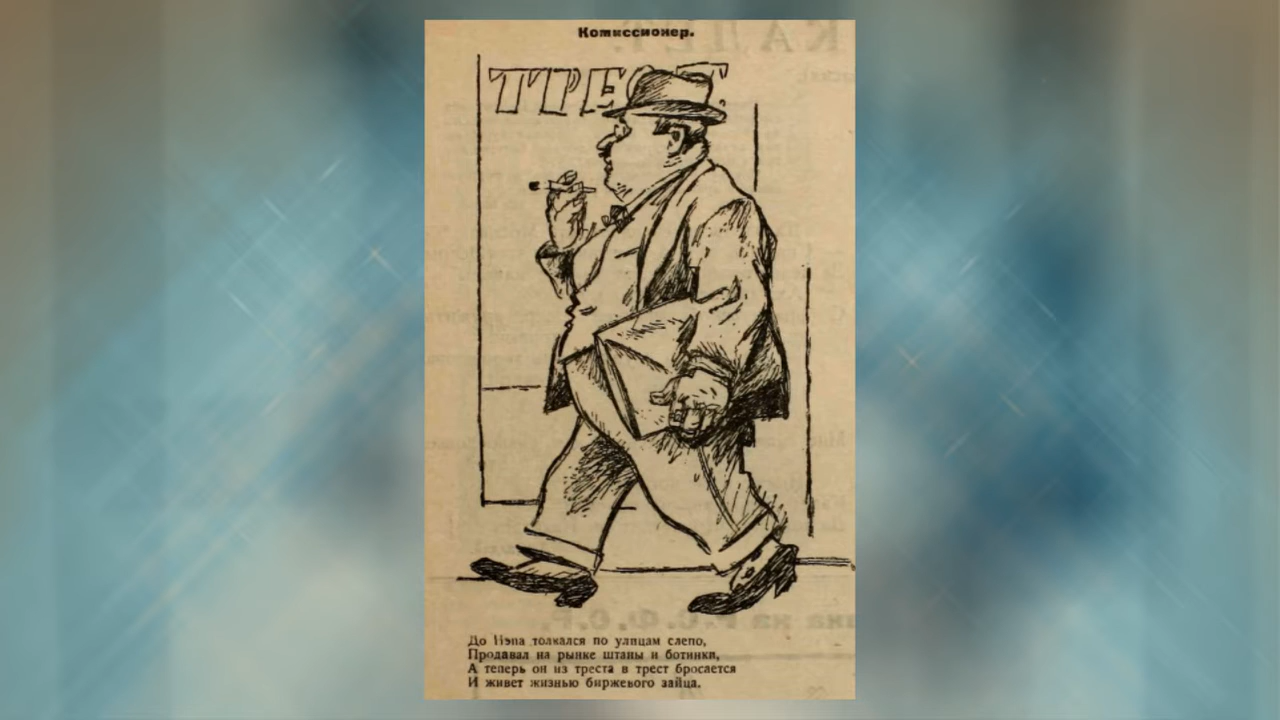 Комиссионер.
ТРЕСТ.
До Нэпа толкался по улицам слепо,
Продавал на рынке штаны и ботинки,
А теперь он из треста в трест бросается
И живет жизнью биржевого зайца.